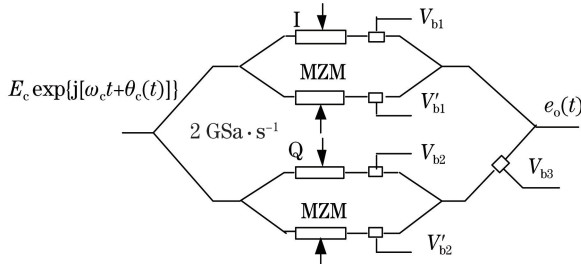 I
V_b1
MZM
E_c exp{j[ω_c t+θ_c(t)]}
V′_b1
e_o(t)
2 GSa·s⁻¹
Q
V_b2
V_b3
MZM
V′_b2